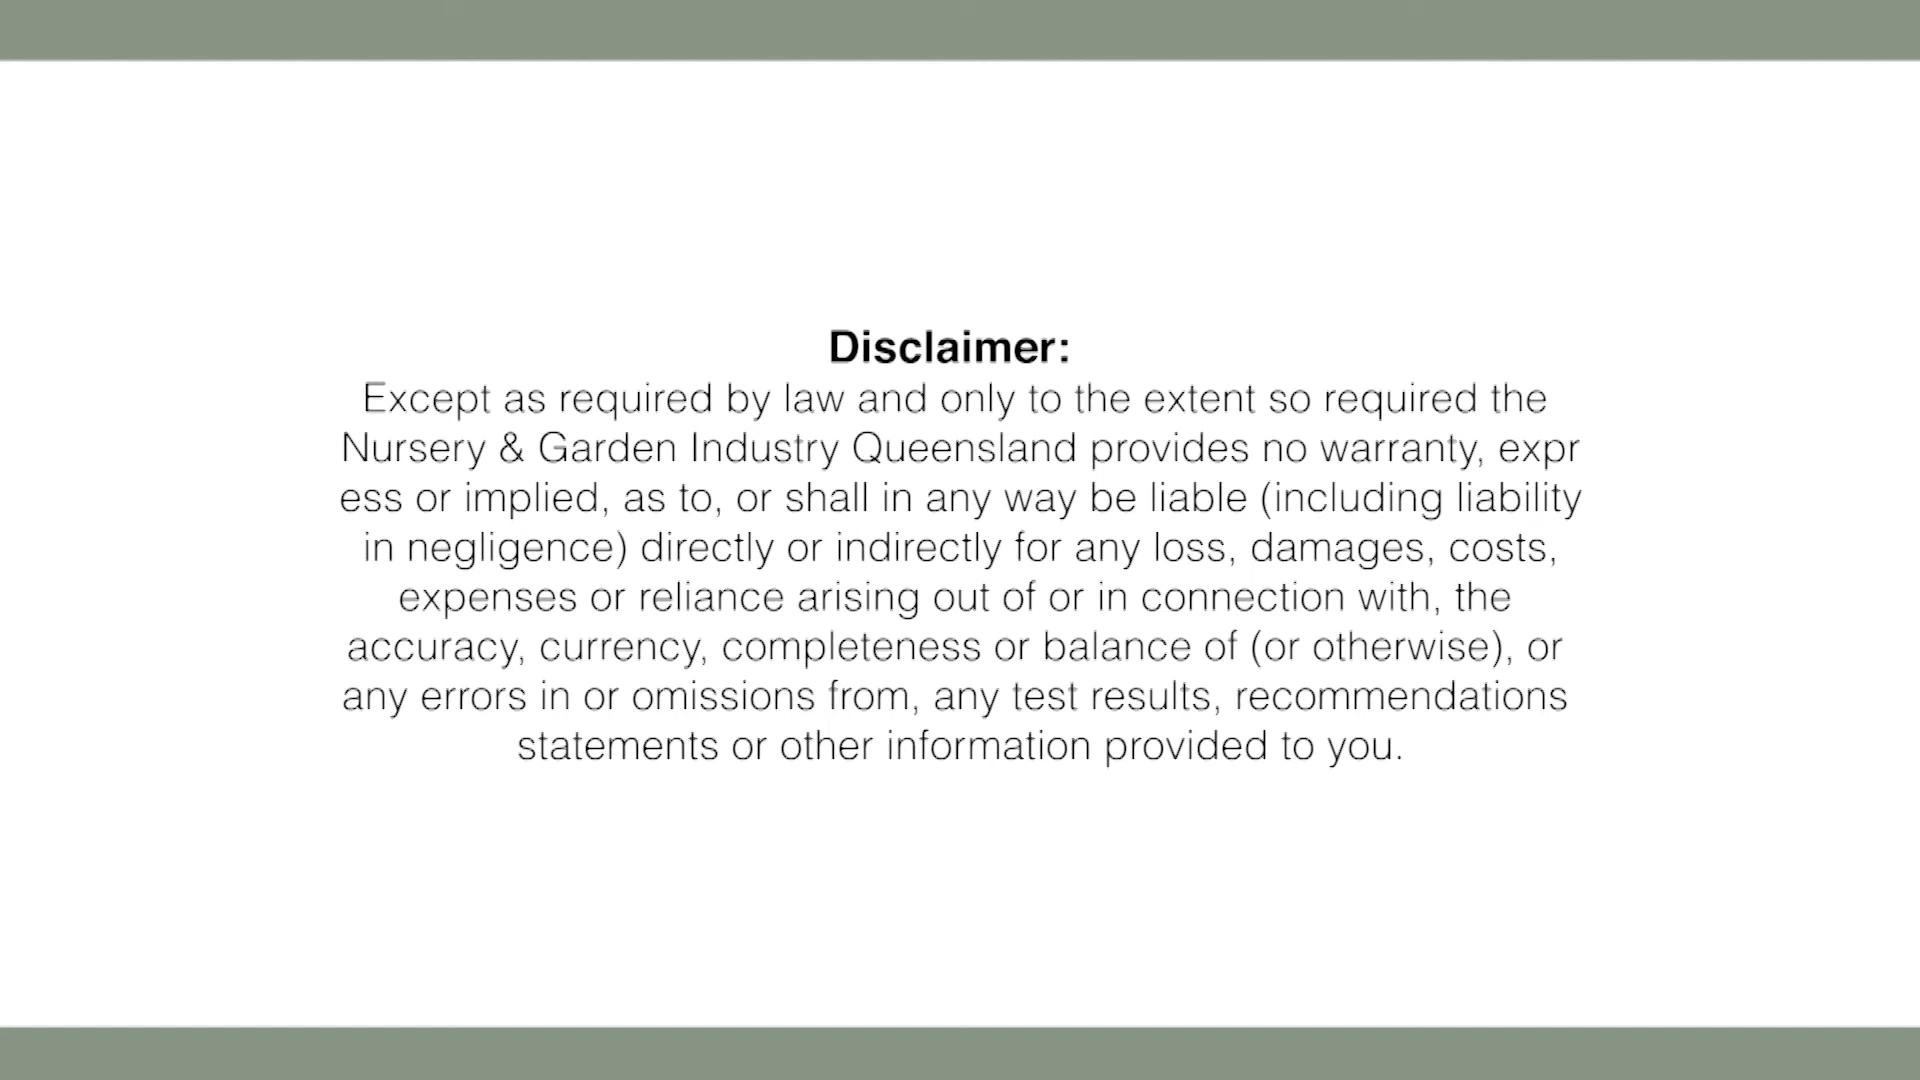 Disclaimer:
Except as required by law and only to the extent so required the
Nursery & Garden Industry Queensland provides no warranty, expr
ess or implied, as to, or shall in any way be liable (including liability
in negligence) directly or indirectly for any loss, damages, costs,
expenses or reliance arising out of or in connection with, the
accuracy, currency, completeness or balance of (or otherwise), or
any errors in or omissions from, any test results, recommendations
statements or other information provided to you.